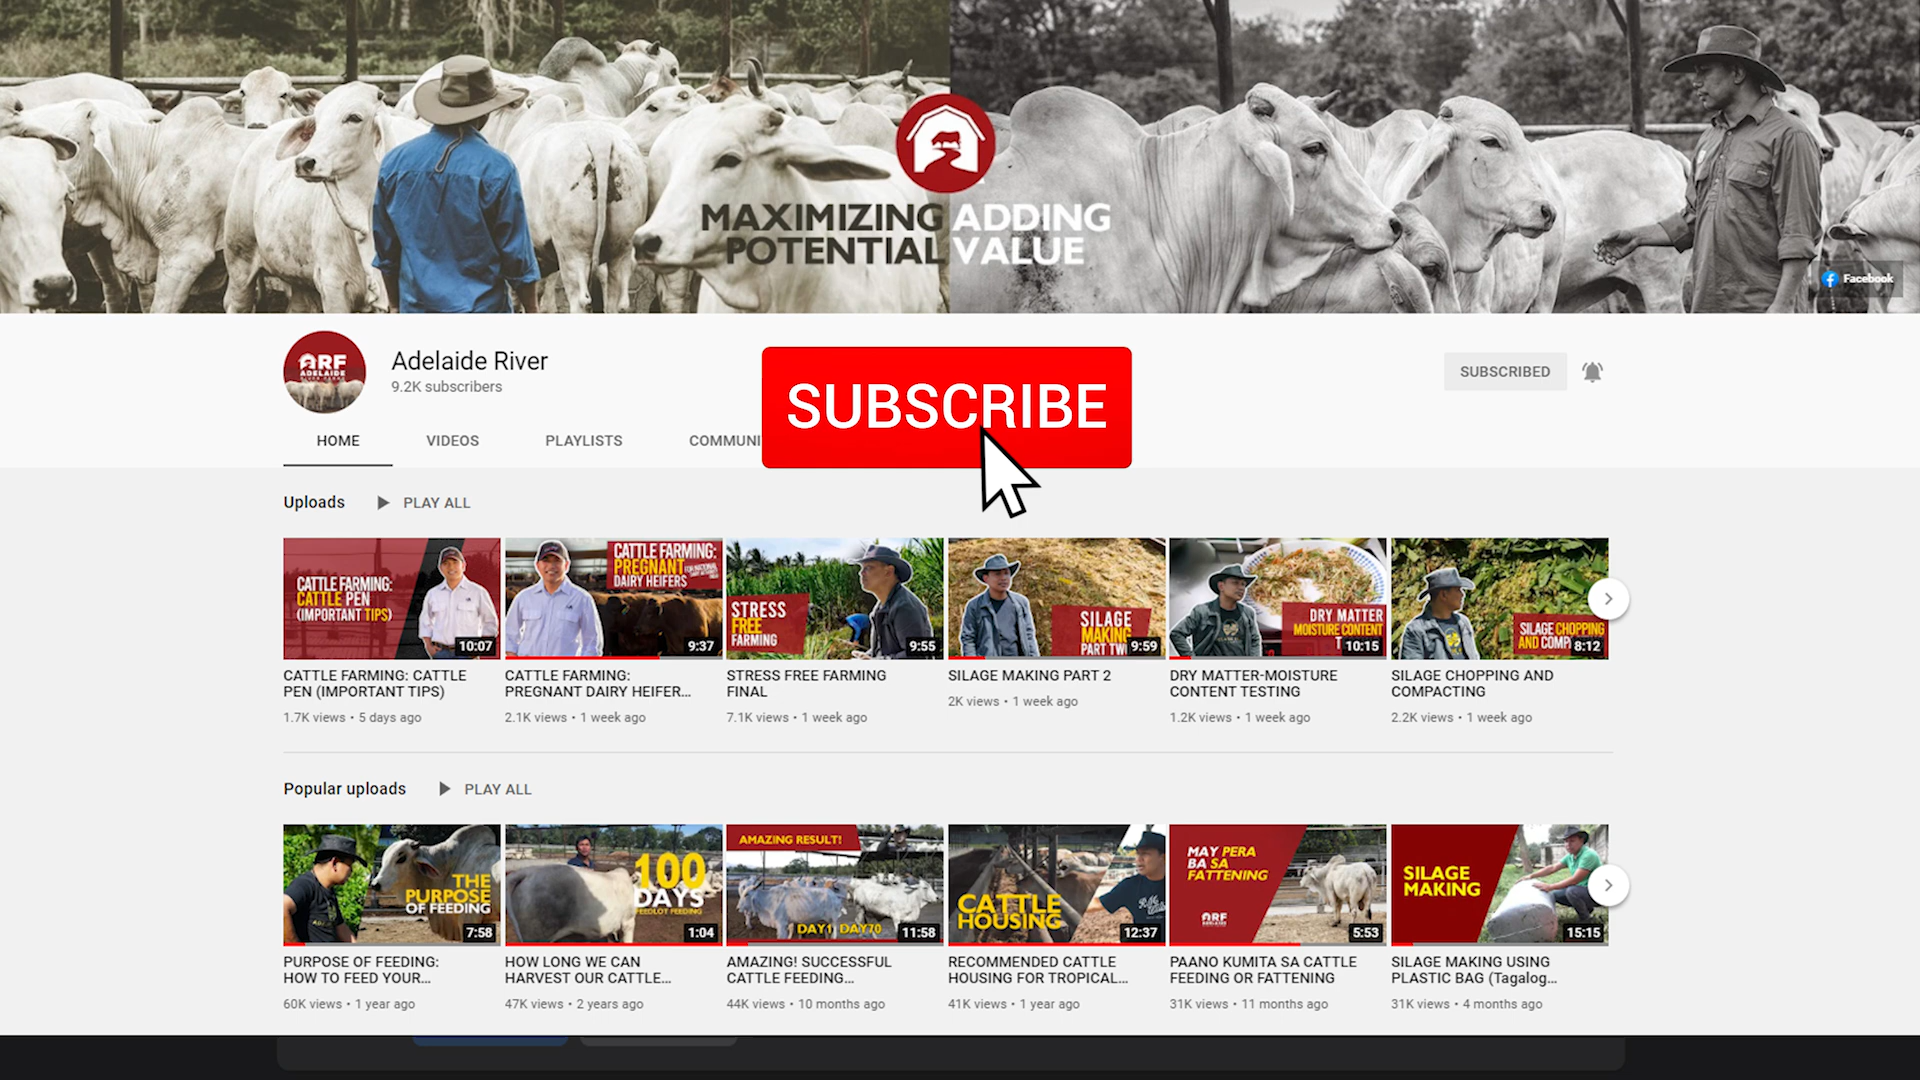 MAXIMIZING ADDING
POTENTIAL VALUE
Facebook
ARF
ADELAIDE
Adelaide River
9.2K subscribers
SUBSCRIBE
SUBSCRIBED
HOME
VIDEOS
PLAYLISTS
COMMUNI
Uploads
PLAY ALL
CATTLE FARMING:
CATTLE PEN
(IMPORTANT TIPS)
10:07
CATTLE FARMING:
PREGNANT
DAIRY HEIFERS
9:37
STRESS
FREE
FARMING
9:55
SILAGE
MAKING
PART TWO
9:59
DRY MATTER
MOISTURE CONTENT
T
10:15
SILAGE CHOPPING
AND COMP
8:12
CATTLE FARMING: CATTLE
PEN (IMPORTANT TIPS)
1.7K views • 5 days ago
CATTLE FARMING:
PREGNANT DAIRY HEIFER...
2.1K views • 1 week ago
STRESS FREE FARMING
FINAL
7.1K views • 1 week ago
SILAGE MAKING PART 2
2K views • 1 week ago
DRY MATTER-MOISTURE
CONTENT TESTING
1.2K views • 1 week ago
SILAGE CHOPPING AND
COMPACTING
2.2K views • 1 week ago
Popular uploads
PLAY ALL
THE
PURPOSE
OF FEEDING
7:58
100
DAYS
FEEDLOT FEEDING
1:04
AMAZING RESULT!
DAY1 DAY70
11:58
CATTLE
HOUSING
12:37
MAY PERA
BA SA
FATTENING
ARF
5:53
SILAGE
MAKING
15:15
PURPOSE OF FEEDING:
HOW TO FEED YOUR...
60K views • 1 year ago
HOW LONG WE CAN
HARVEST OUR CATTLE...
47K views • 2 years ago
AMAZING! SUCCESSFUL
CATTLE FEEDING...
44K views • 10 months ago
RECOMMENDED CATTLE
HOUSING FOR TROPICAL...
41K views • 1 year ago
PAANO KUMITA SA CATTLE
FEEDING OR FATTENING
31K views • 11 months ago
SILAGE MAKING USING
PLASTIC BAG (Tagalog...
31K views • 4 months ago